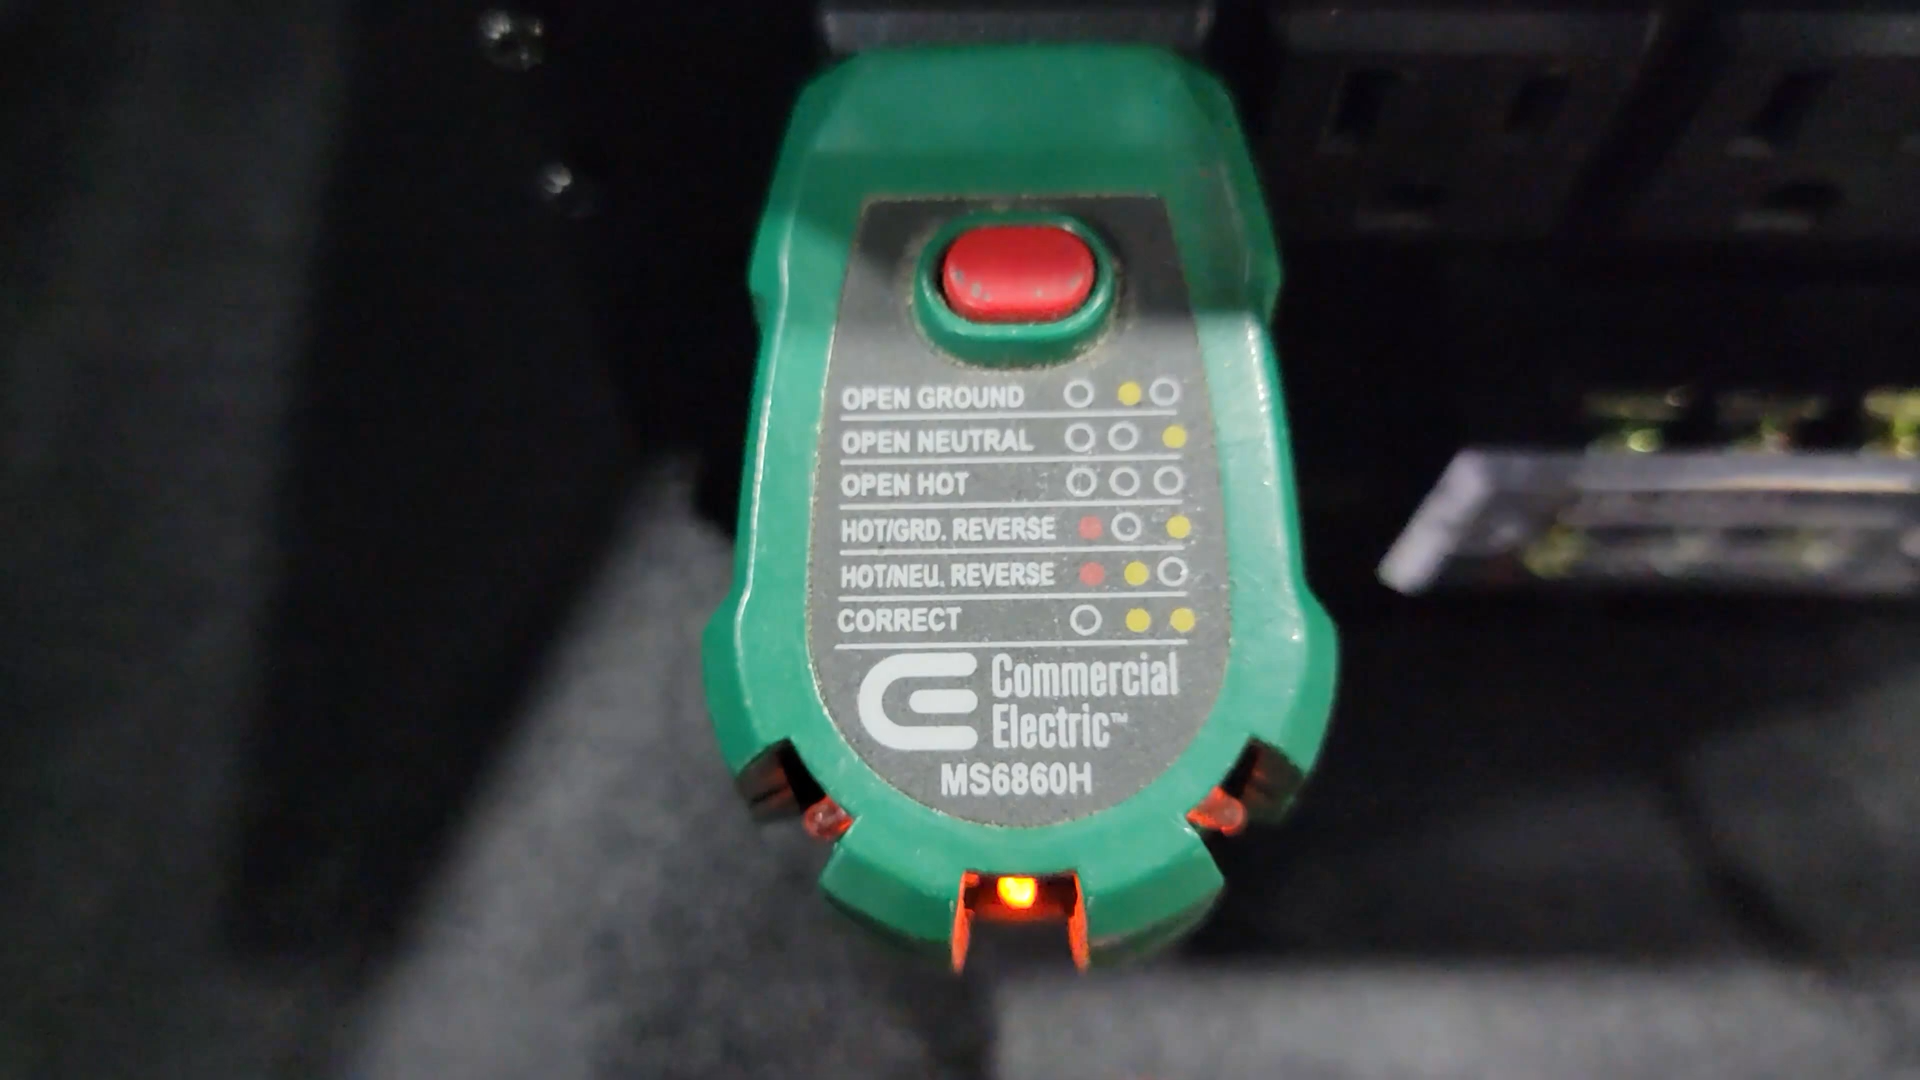 OPEN GROUND
OPEN NEUTRAL
OPEN HOT
HOT/GRD. REVERSE
HOT/NEU. REVERSE
CORRECT
Commercial
Electric™
MS6860H